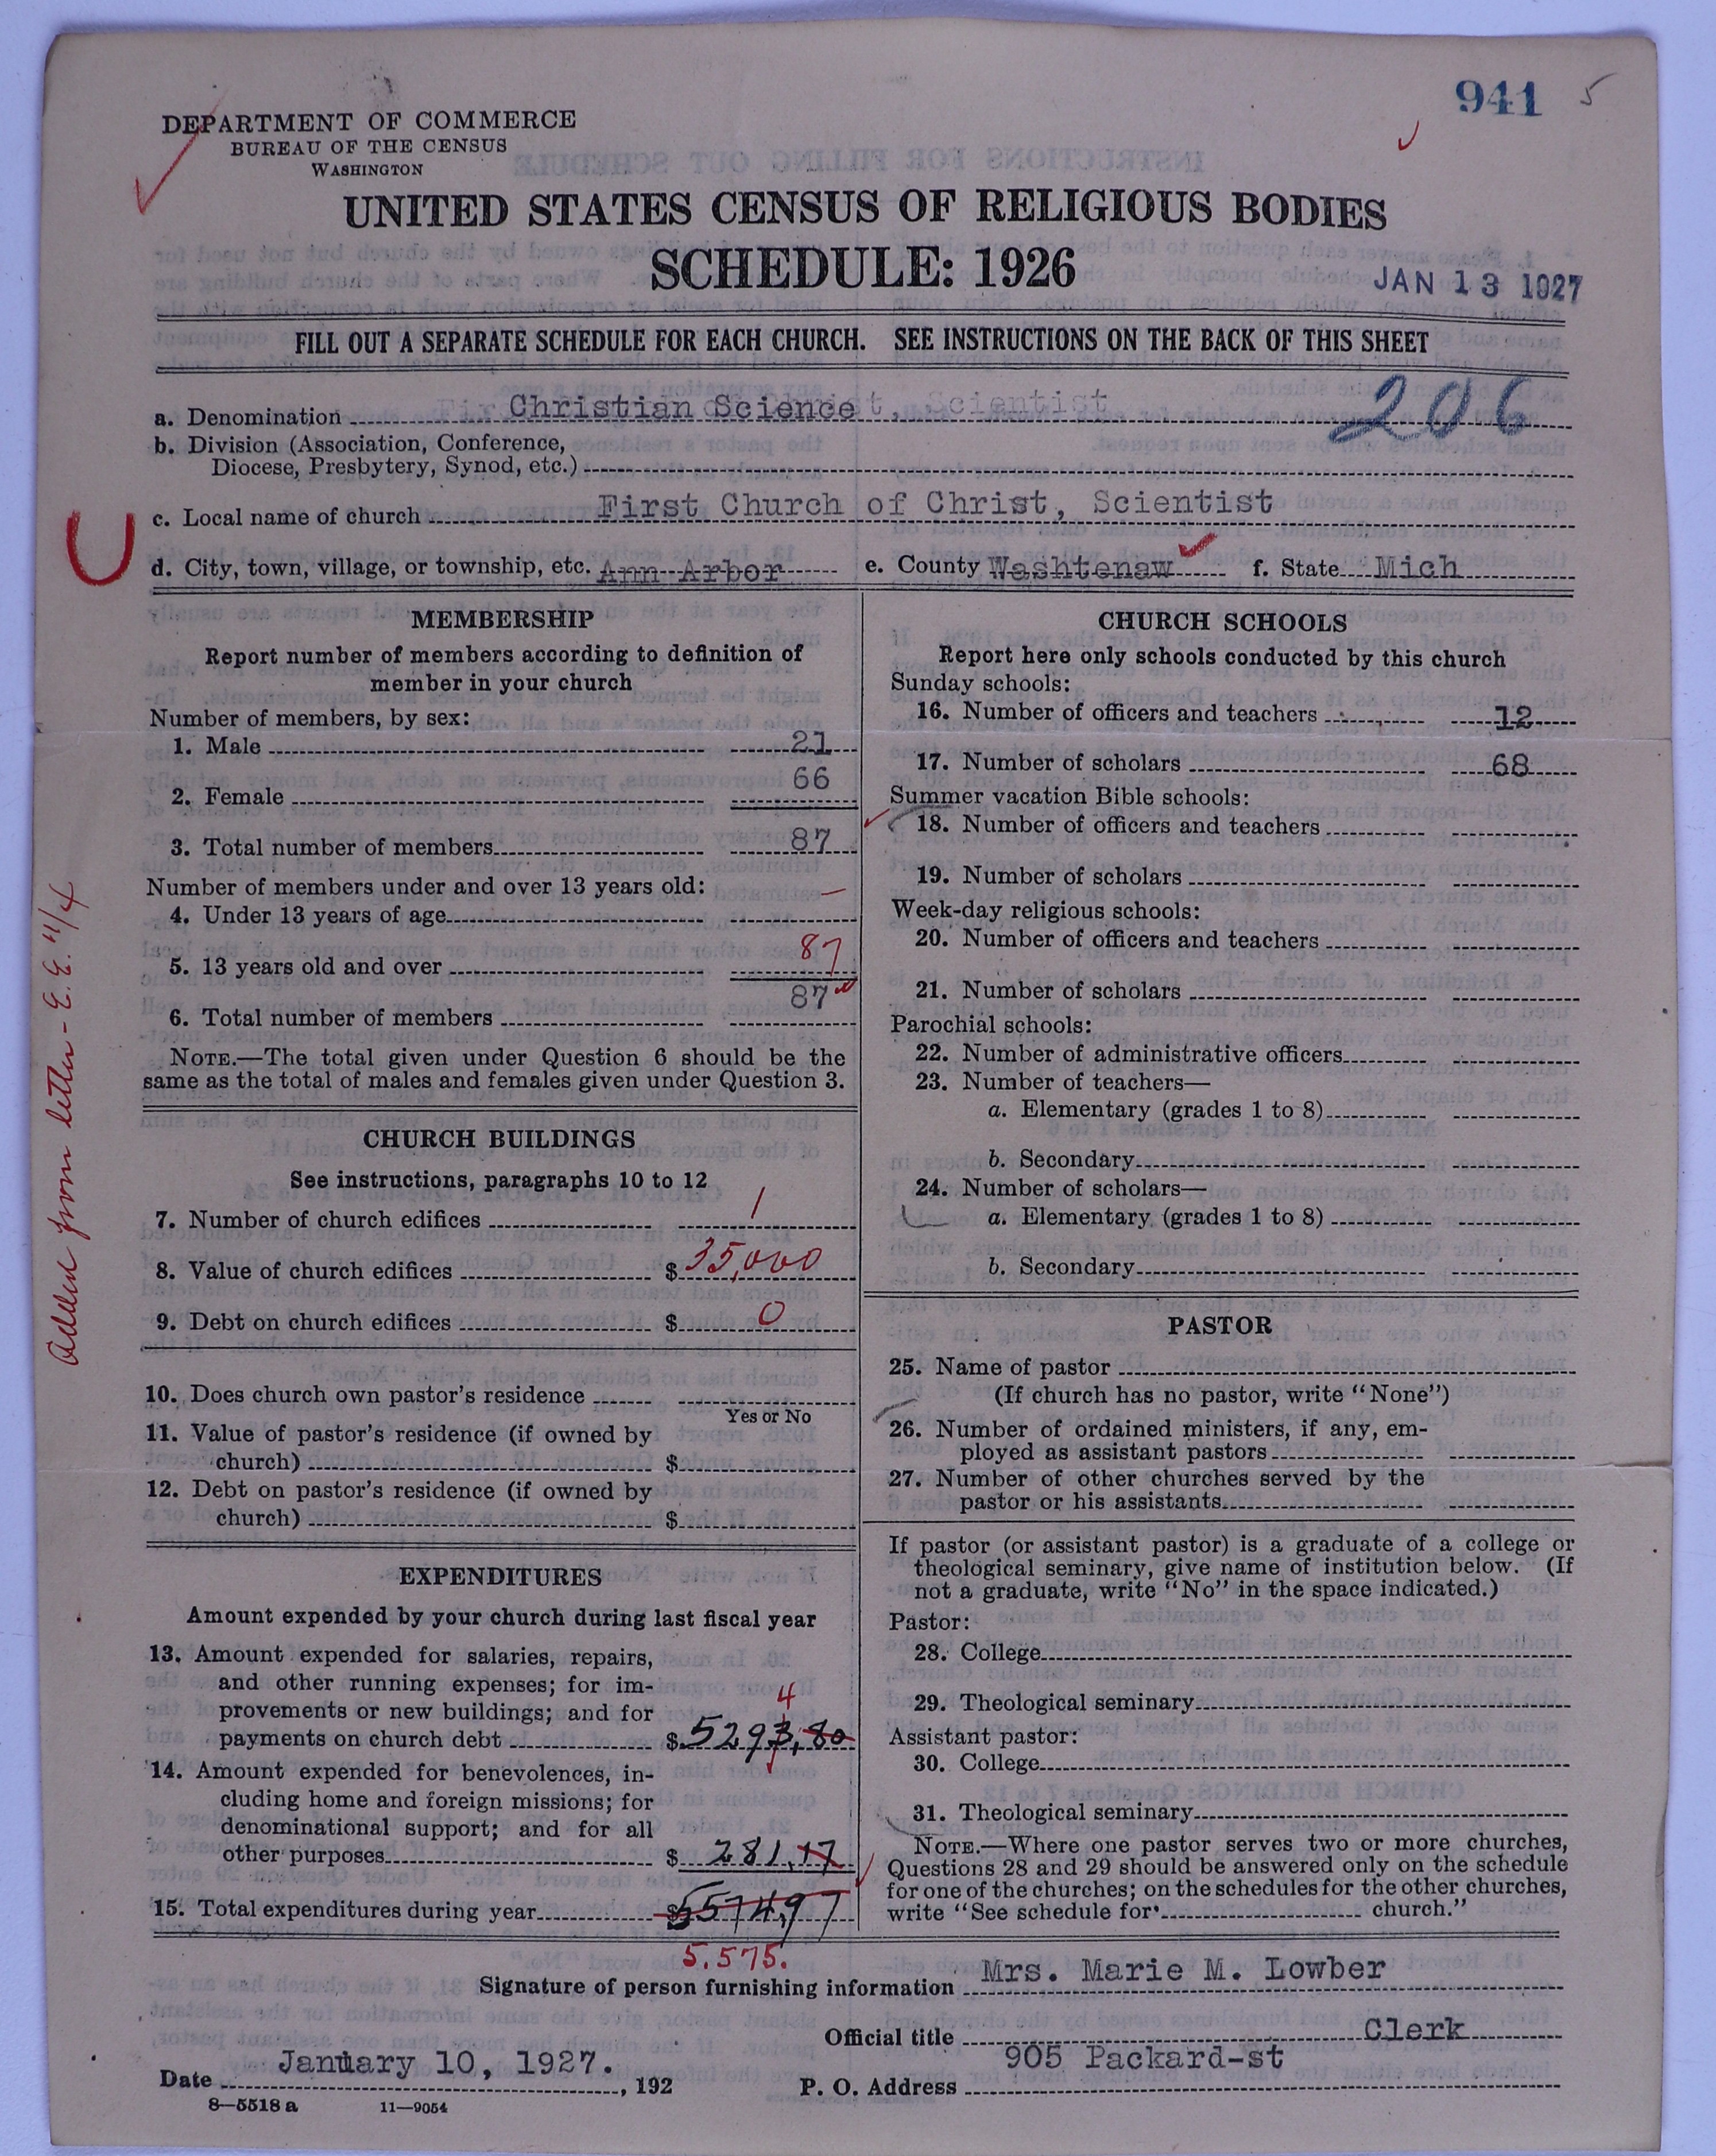 941 5
DEPARTMENT OF COMMERCE
BUREAU OF THE CENSUS
WASHINGTON
UNITED STATES CENSUS OF RELIGIOUS BODIES
SCHEDULE: 1926
JAN 13 1927
FILL OUT A SEPARATE SCHEDULE FOR EACH CHURCH. SEE INSTRUCTIONS ON THE BACK OF THIS SHEET
a. Denomination Christian Science 206
b. Division (Association, Conference,
Diocese, Presbytery, Synod, etc.)
c. Local name of church First Church of Christ, Scientist
d. City, town, village, or township, etc. Ann Arbor e. County Washtenaw f. State Mich
MEMBERSHIP
Report number of members according to definition of
member in your church
Number of members, by sex:
1. Male 21
2. Female 66
3. Total number of members 87
Number of members under and over 13 years old:
4. Under 13 years of age —
5. 13 years old and over 87
6. Total number of members 87
NOTE.—The total given under Question 6 should be the
same as the total of males and females given under Question 3.
Added from letter - E.E. 11/4
CHURCH BUILDINGS
See instructions, paragraphs 10 to 12
7. Number of church edifices 1
8. Value of church edifices $ 35,000
9. Debt on church edifices $ 0
10. Does church own pastor's residence
Yes or No
11. Value of pastor's residence (if owned by
church) $
12. Debt on pastor's residence (if owned by
church) $
EXPENDITURES
Amount expended by your church during last fiscal year
13. Amount expended for salaries, repairs,
and other running expenses; for im-
provements or new buildings; and for
4
payments on church debt $ 5293,80
14. Amount expended for benevolences, in-
cluding home and foreign missions; for
denominational support; and for all
other purposes $ 281,17
15. Total expenditures during year $ 5574,97
5,575.
CHURCH SCHOOLS
Report here only schools conducted by this church
Sunday schools:
16. Number of officers and teachers 12
17. Number of scholars 68
Summer vacation Bible schools:
18. Number of officers and teachers
19. Number of scholars
Week-day religious schools:
20. Number of officers and teachers
21. Number of scholars
Parochial schools:
22. Number of administrative officers
23. Number of teachers—
a. Elementary (grades 1 to 8)
b. Secondary
24. Number of scholars—
a. Elementary (grades 1 to 8)
b. Secondary
PASTOR
25. Name of pastor
(If church has no pastor, write "None")
26. Number of ordained ministers, if any, em-
ployed as assistant pastors
27. Number of other churches served by the
pastor or his assistants
If pastor (or assistant pastor) is a graduate of a college or
theological seminary, give name of institution below. (If
not a graduate, write "No" in the space indicated.)
Pastor:
28. College
29. Theological seminary
Assistant pastor:
30. College
31. Theological seminary
NOTE.—Where one pastor serves two or more churches,
Questions 28 and 29 should be answered only on the schedule
for one of the churches; on the schedules for the other churches,
write "See schedule for church."
Signature of person furnishing information Mrs. Marie M. Lowber
Official title Clerk
Date January 10, 1927. , 192 P. O. Address 905 Packard-st
8—5518 a 11—9054